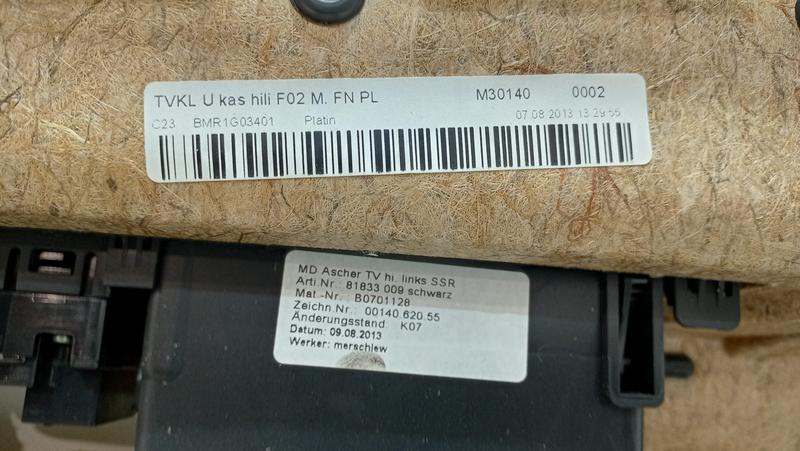 TVKL U kas hili F02 M. FN PL M30140 0002
C23 BMR1G03401 Platin 07.08.2013 13:29:55
MD Ascher TV hi. links SSR
Arti.Nr.: 81833 009 schwarz
Mat.-Nr.: B0701128
Zeichn.Nr.: 00140.620.55
Änderungsstand: K07
Datum: 09.08.2013
Werker: merschiew